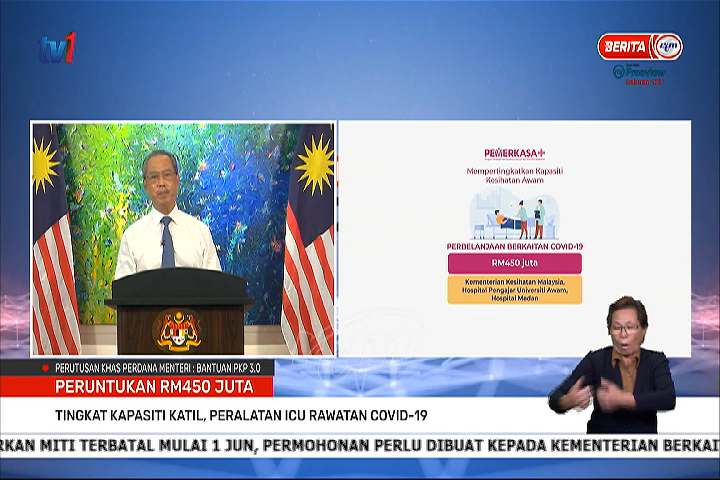 tv1
BERITA rtm
Freeview
PEMERKASA+
Mempertingkatkan Kapasiti
Kesihatan Awam
PERBELANJAAN BERKAITAN COVID-19
RM450 juta
Kementerian Kesihatan Malaysia,
Hospital Pengajar Universiti Awam,
Hospital Medan
PERUTUSAN KHAS PERDANA MENTERI : BANTUAN PKP 3.0
PERUNTUKAN RM450 JUTA
TINGKAT KAPASITI KATIL, PERALATAN ICU RAWATAN COVID-19
RKAN MITI TERBATAL MULAI 1 JUN, PERMOHONAN PERLU DIBUAT KEPADA KEMENTERIAN BERKAI